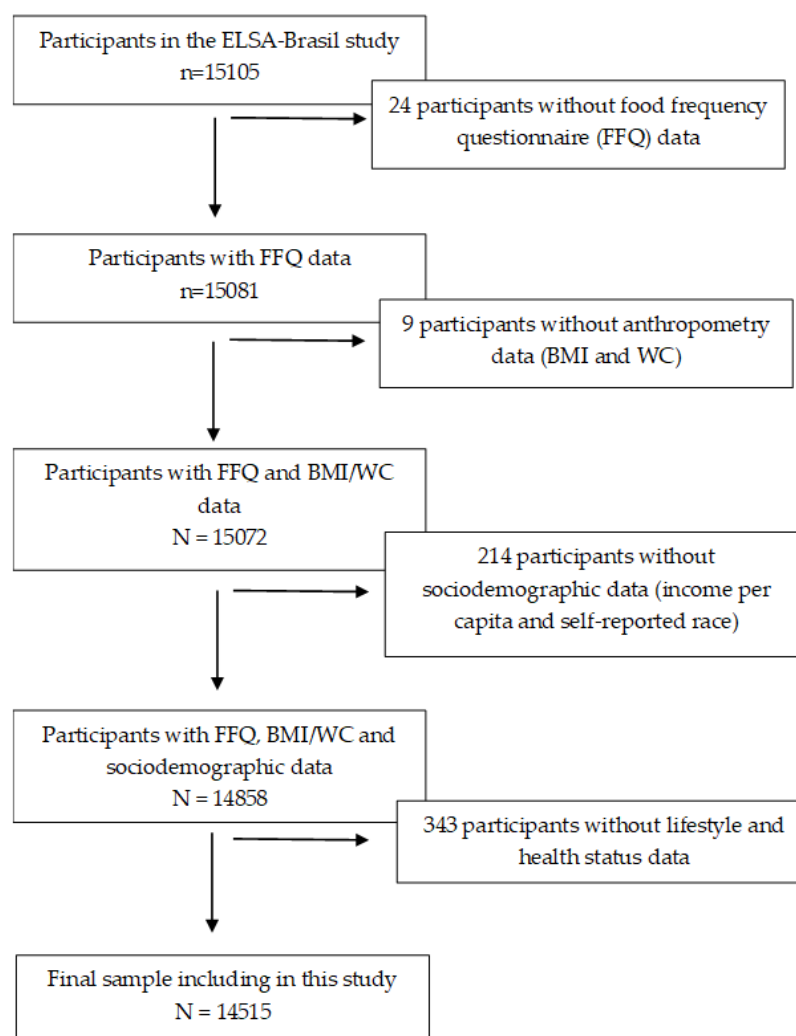 Participants in the ELSA-Brasil study
n=15105
24 participants without food frequency
questionnaire (FFQ) data
Participants with FFQ data
n=15081
9 participants without anthropometry
data (BMI and WC)
Participants with FFQ and BMI/WC
data
N = 15072
214 participants without
sociodemographic data (income per
capita and self-reported race)
Participants with FFQ, BMI/WC and
sociodemographic data
N = 14858
343 participants without lifestyle and
health status data
Final sample including in this study
N = 14515